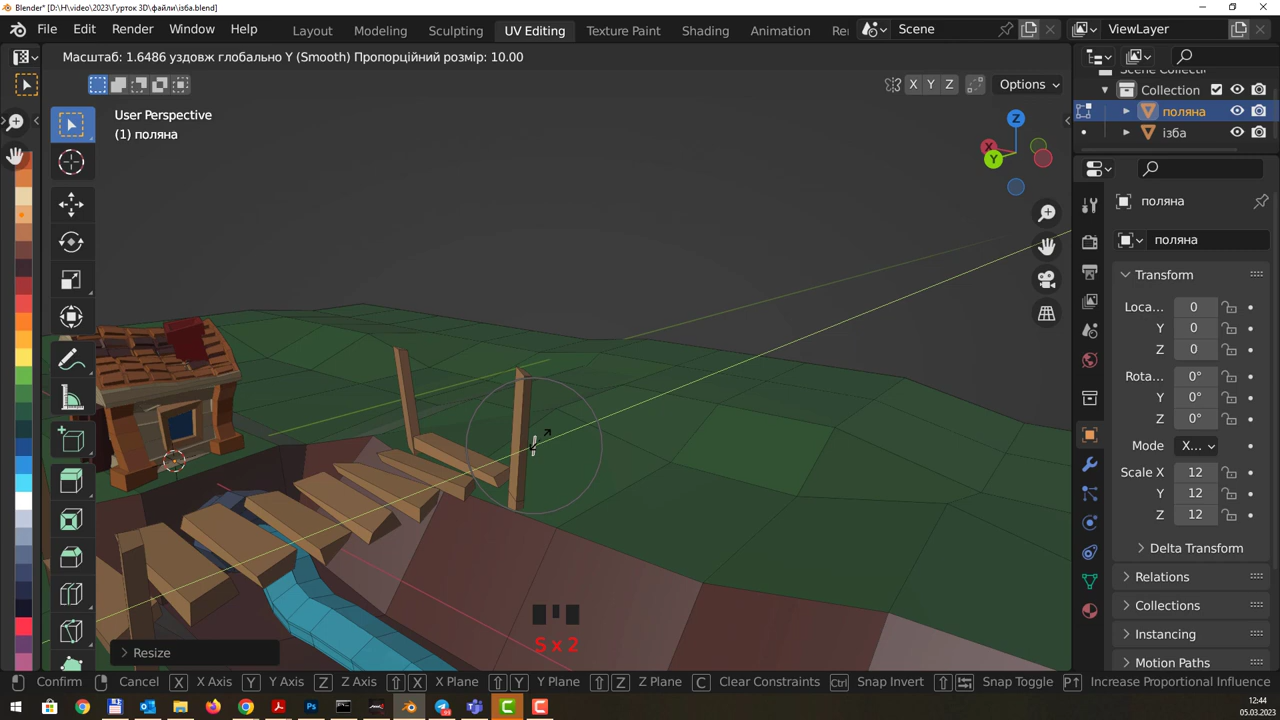 Blender* [D:\H\video\2023\Гурток 3D\файли\ізба.blend]
File Edit Render Window Help Layout Modeling Sculpting UV Editing Texture Paint Shading Animation Re Scene ViewLayer
Масштаб: 1.6486 уздовж глобально Y (Smooth) Пропорційний розмір: 10.00
X Y Z Options
User Perspective
(1) поляна
Z
X
Y
Scene Collecti
Collection
поляна
ізба
поляна
поляна
Transform
Loca... 0
Y 0
Z 0
Rota... 0°
Y 0°
Z 0°
Mode X...
Scale X 12
Y 12
Z 12
Delta Transform
Relations
Collections
Instancing
Motion Paths
S x 2
Resize
Confirm Cancel X X Axis Y Y Axis Z Z Axis X X Plane Y Y Plane Z Z Plane C Clear Constraints Ctrl Snap Invert Snap Toggle P Increase Proportional Influence
12:44
05.03.2023